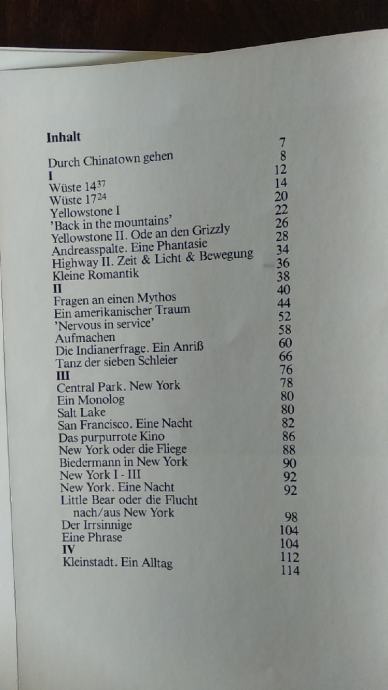 Inhalt
Durch Chinatown gehen 7
I 8
Wüste 14³⁷ 12
Wüste 17²⁴ 14
Yellowstone I 20
'Back in the mountains' 22
Yellowstone II. Ode an den Grizzly 26
Andreasspalte. Eine Phantasie 28
Highway II. Zeit & Licht & Bewegung 34
Kleine Romantik 36
II 38
Fragen an einen Mythos 40
Ein amerikanischer Traum 44
'Nervous in service' 52
Aufmachen 58
Die Indianerfrage. Ein Anriß 60
Tanz der sieben Schleier 66
III 76
Central Park. New York 78
Ein Monolog 80
Salt Lake 80
San Francisco. Eine Nacht 82
Das purpurrote Kino 86
New York oder die Fliege 88
Biedermann in New York 90
New York I - III 92
New York. Eine Nacht 92
Little Bear oder die Flucht
nach/aus New York 98
Der Irrsinnige 104
Eine Phrase 104
IV 112
Kleinstadt. Ein Alltag 114